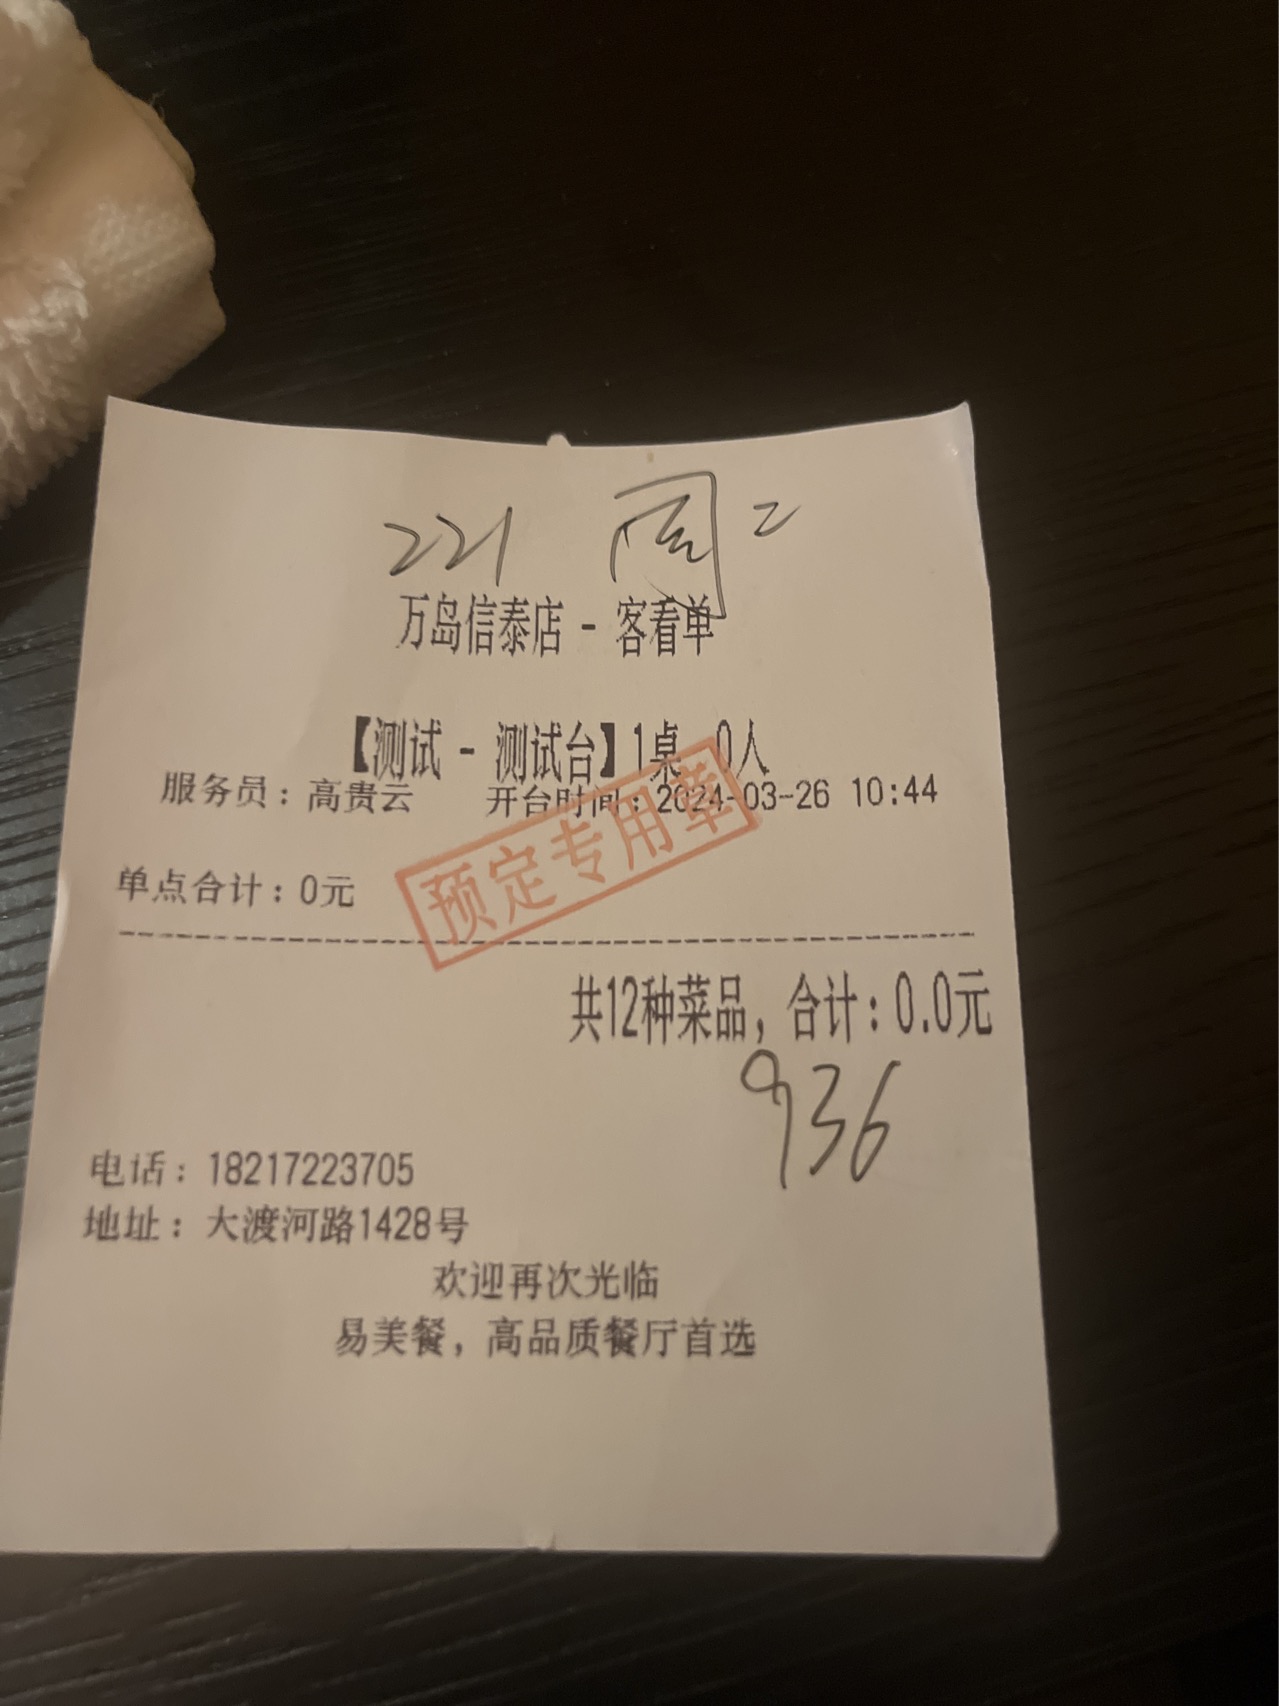 221 周二
万岛信泰店 - 客看单
【测试 - 测试台】1桌 0人
服务员：高贵云 开台时间：2024-03-26 10:44
预定专用章
单点合计：0元
共12种菜品，合计：0.0元
936
电话：18217223705
地址：大渡河路1428号
欢迎再次光临
易美餐，高品质餐厅首选